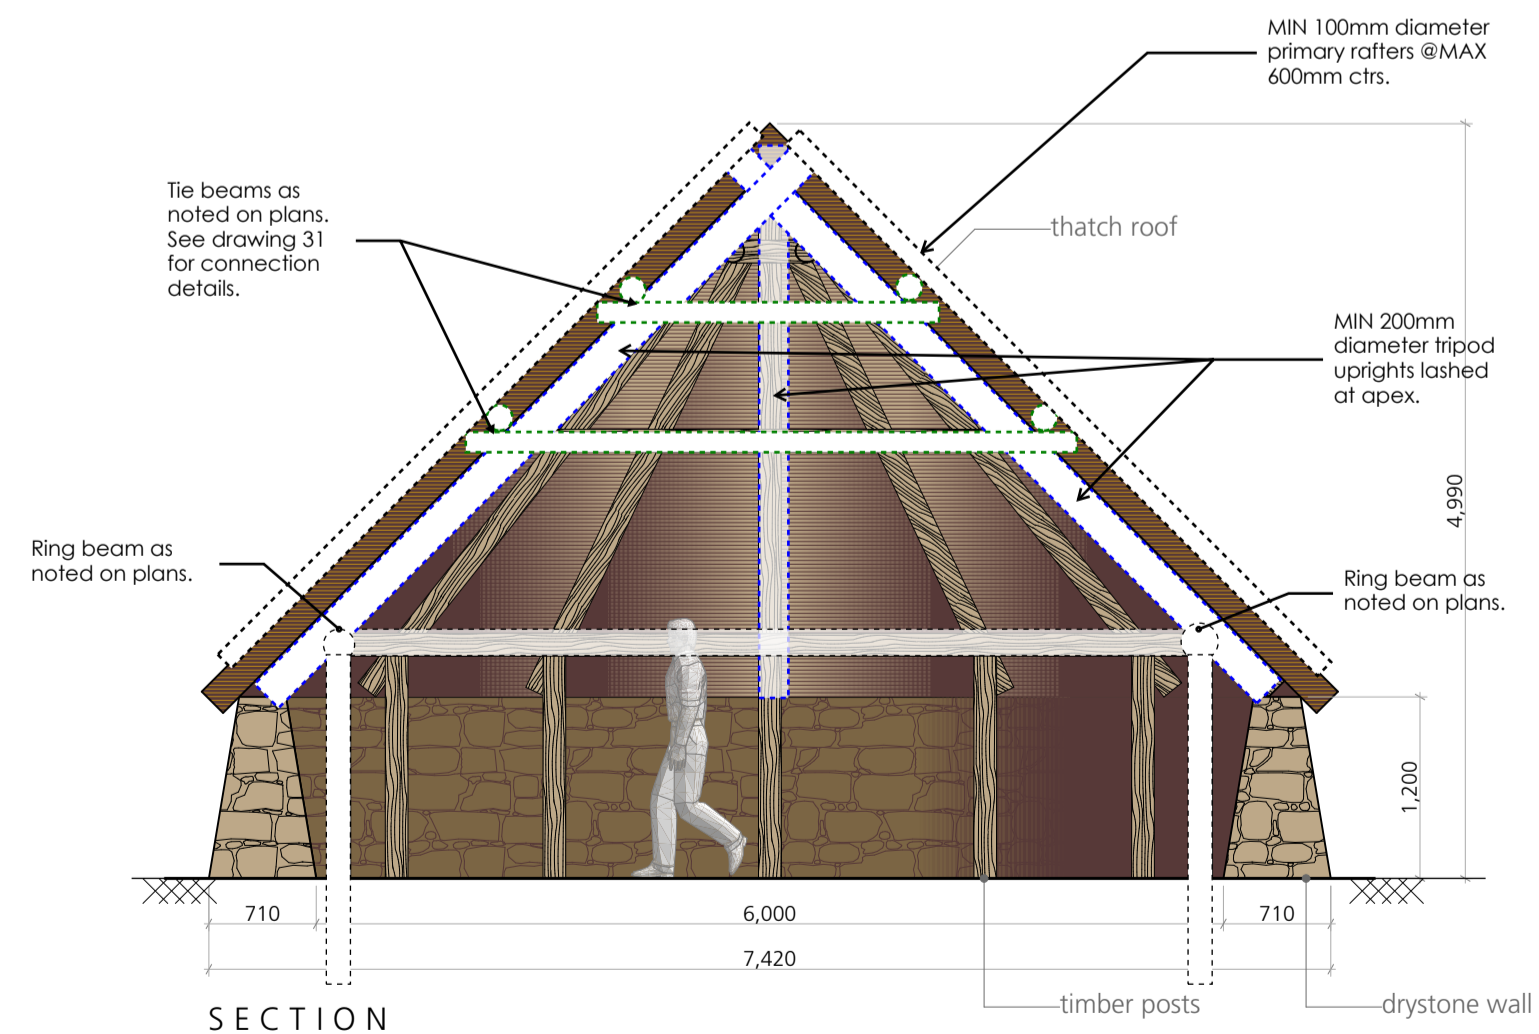 MIN 100mm diameter
primary rafters @MAX
600mm ctrs.
Tie beams as
noted on plans.
See drawing 31
for connection
details.
thatch roof
MIN 200mm
diameter tripod
uprights lashed
at apex.
4,990
Ring beam as
noted on plans.
Ring beam as
noted on plans.
1,200
710
6,000
710
7,420
timber posts
drystone wall
SECTION